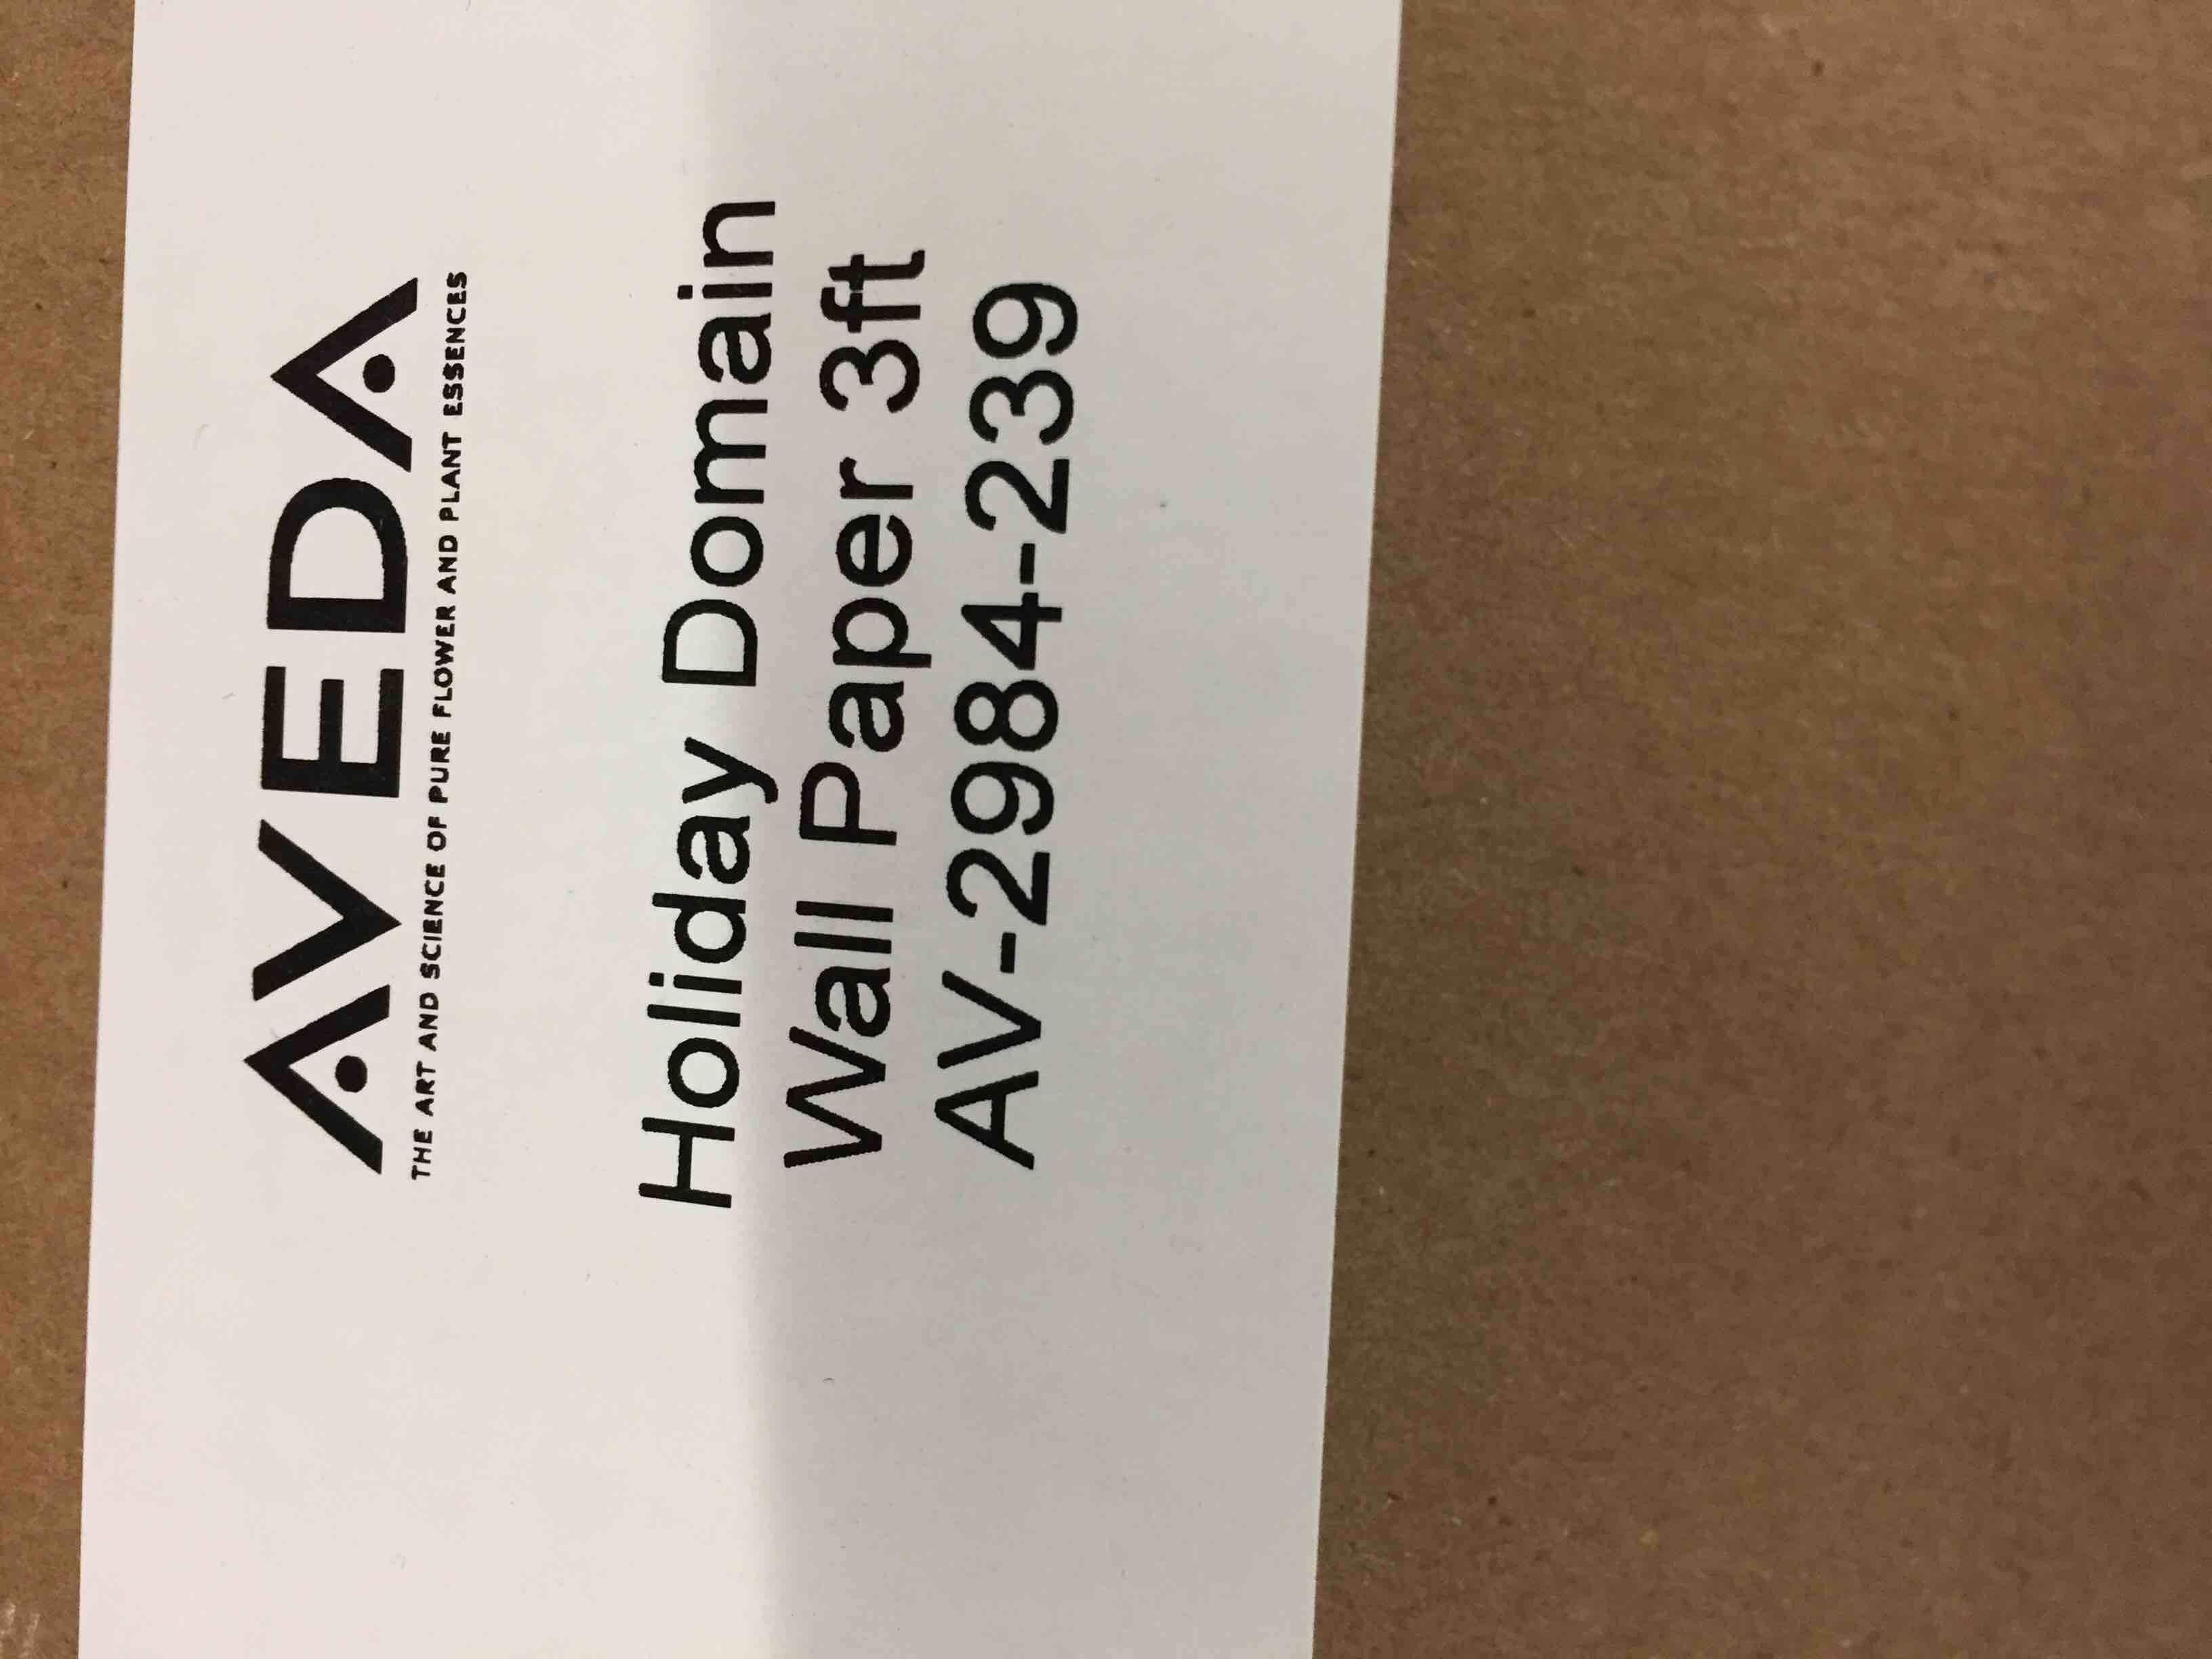 AVEDA
THE ART AND SCIENCE OF PURE FLOWER AND PLANT ESSENCES
Holiday Domain
Wall Paper 3ft
AV-2984-239